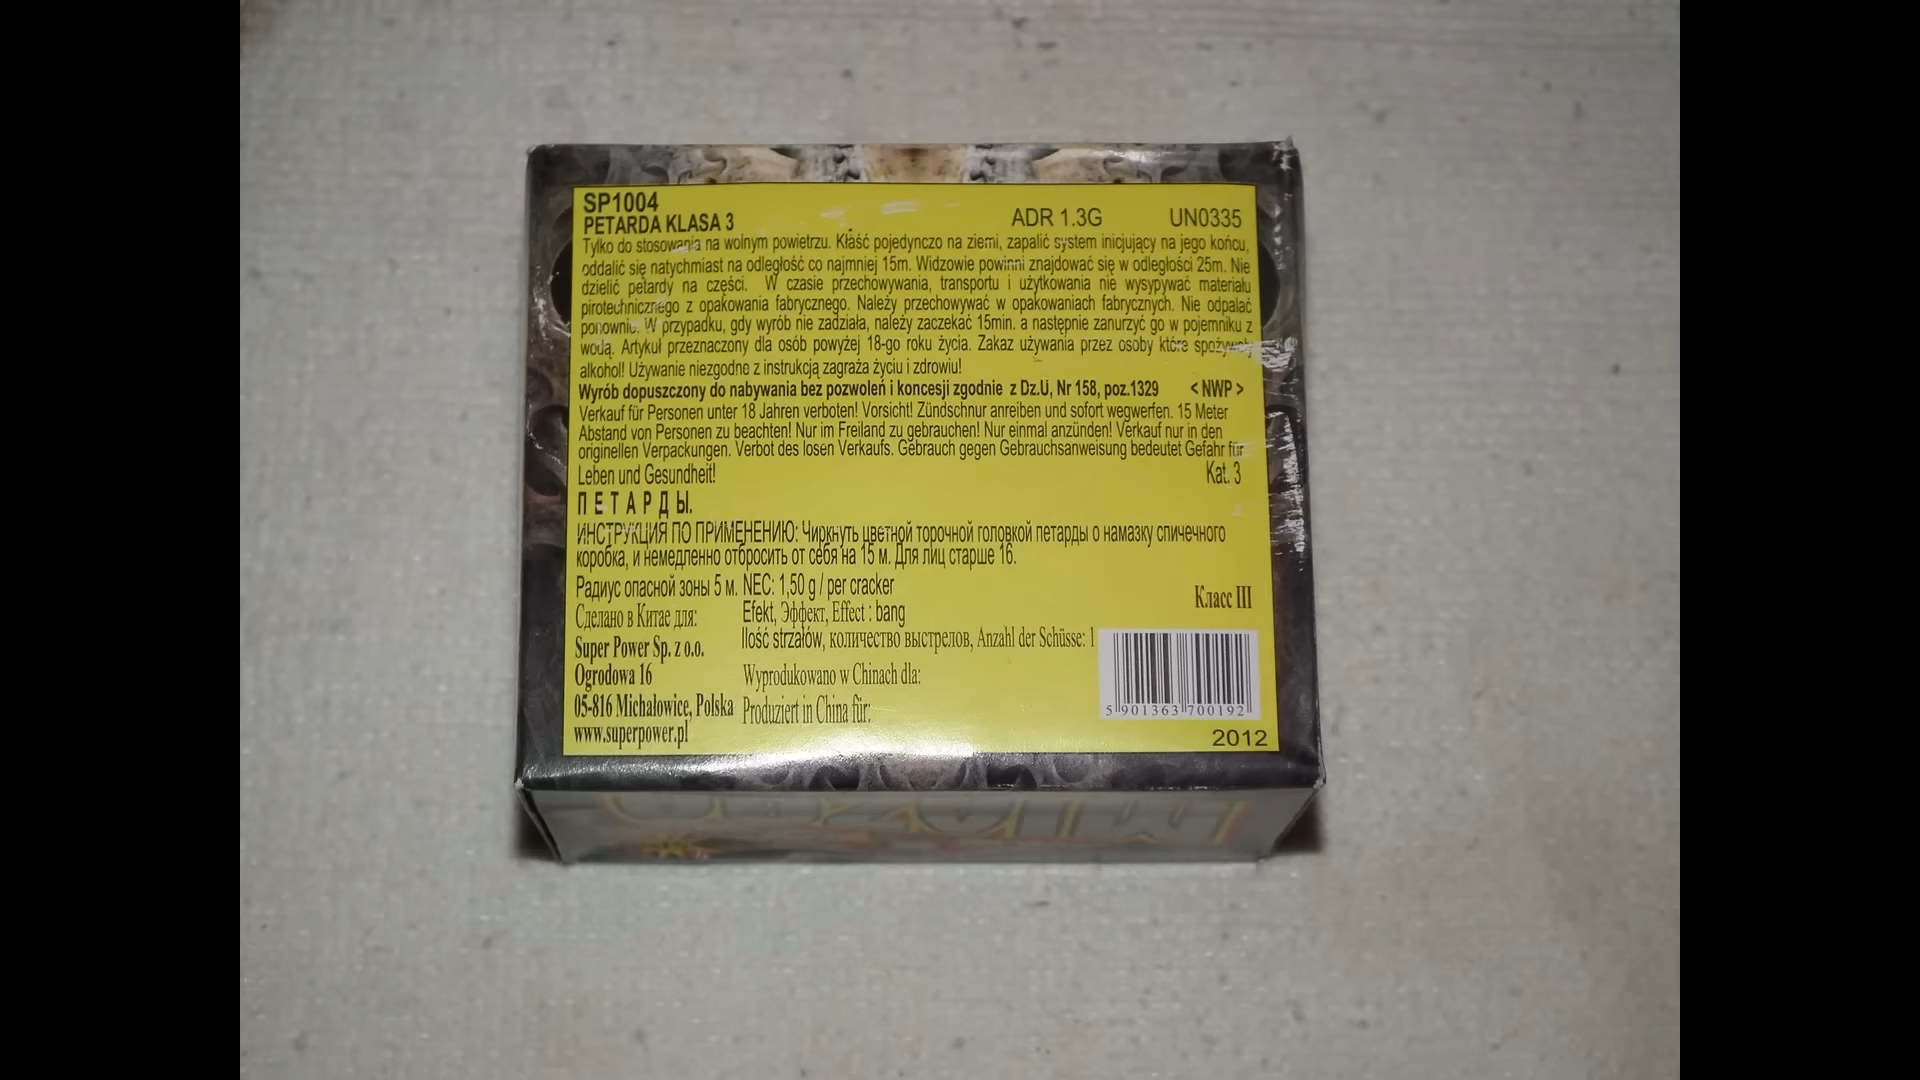 SP1004
PETARDA KLASA 3 ADR 1.3G UN0335
Tylko do stosowania na wolnym powietrzu. Kłaść pojedynczo na ziemi, zapalić system inicjujący na jego końcu,
oddalić się natychmiast na odległość co najmniej 15m. Widzowie powinni znajdować się w odległości 25m. Nie
dzielić petardy na części. W czasie przechowywania, transportu i użytkowania nie wysypywać materiału
pirotechnicznego z opakowania fabrycznego. Należy przechowywać w opakowaniach fabrycznych. Nie odpalać
ponownie. W przypadku, gdy wyrób nie zadziała, należy zaczekać 15min. a następnie zanurzyć go w pojemniku z
wodą. Artykuł przeznaczony dla osób powyżej 18-go roku życia. Zakaz używania przez osoby które spożywały
alkohol! Używanie niezgodne z instrukcją zagraża życiu i zdrowiu!
Wyrób dopuszczony do nabywania bez pozwoleń i koncesji zgodnie z Dz.U, Nr 158, poz.1329 < NWP >
Verkauf für Personen unter 18 Jahren verboten! Vorsicht! Zündschnur anreiben und sofort wegwerfen. 15 Meter
Abstand von Personen zu beachten! Nur im Freiland zu gebrauchen! Nur einmal anzünden! Verkauf nur in den
originellen Verpackungen. Verbot des losen Verkaufs. Gebrauch gegen Gebrauchsanweisung bedeutet Gefahr für
Leben und Gesundheit! Kat. 3
П Е Т А Р Д Ы.
ИНСТРУКЦИЯ ПО ПРИМЕНЕНИЮ: Чиркнуть цветной торочной головкой петарды о намазку спичечного
коробка, и немедленно отбросить от себя на 15 м. Для лиц старше 16.
Радиус опасной зоны 5 м. NEC: 1,50 g / per cracker
Класс III
Сделано в Китае для: Efekt, Эффект, Effect : bang
Ilość strzałów, количество выстрелов, Anzahl der Schüsse: 1
Super Power Sp. z o.o.
Ogrodowa 16 Wyprodukowano w Chinach dla:
05-816 Michałowice, Polska Produziert in China für:
www.superpower.pl
5 901363 700192
2012